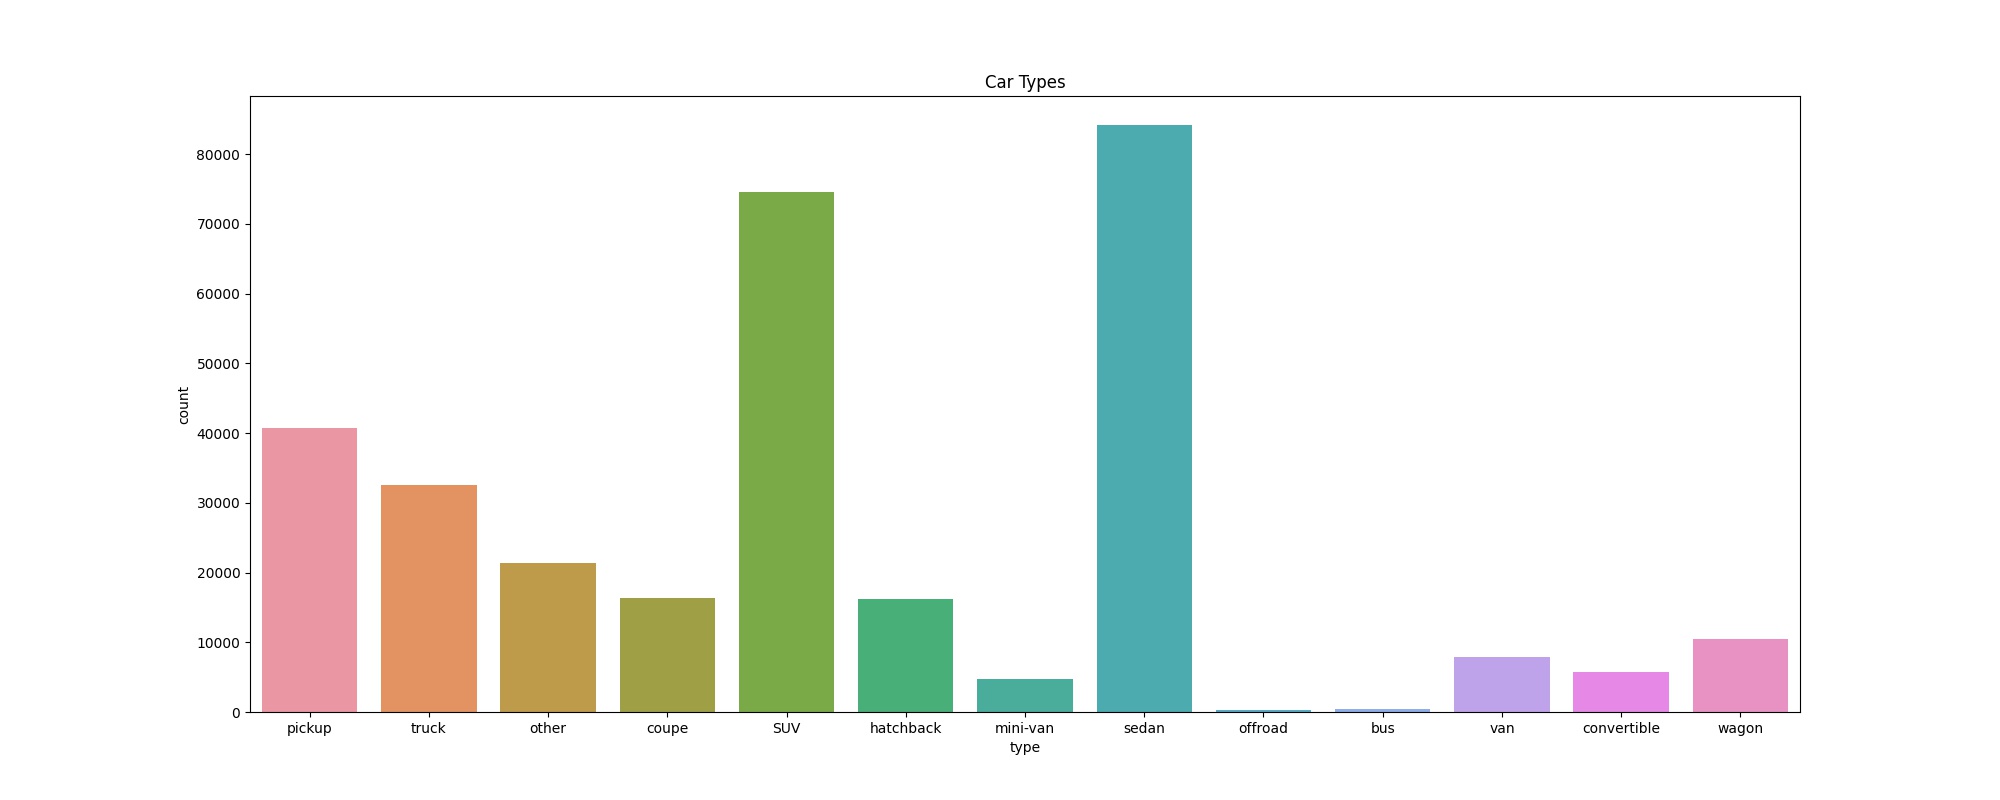 Car Types
80000
70000
60000
50000
40000
30000
20000
10000
0
count
pickup truck other coupe SUV hatchback mini-van sedan offroad bus van convertible wagon
type